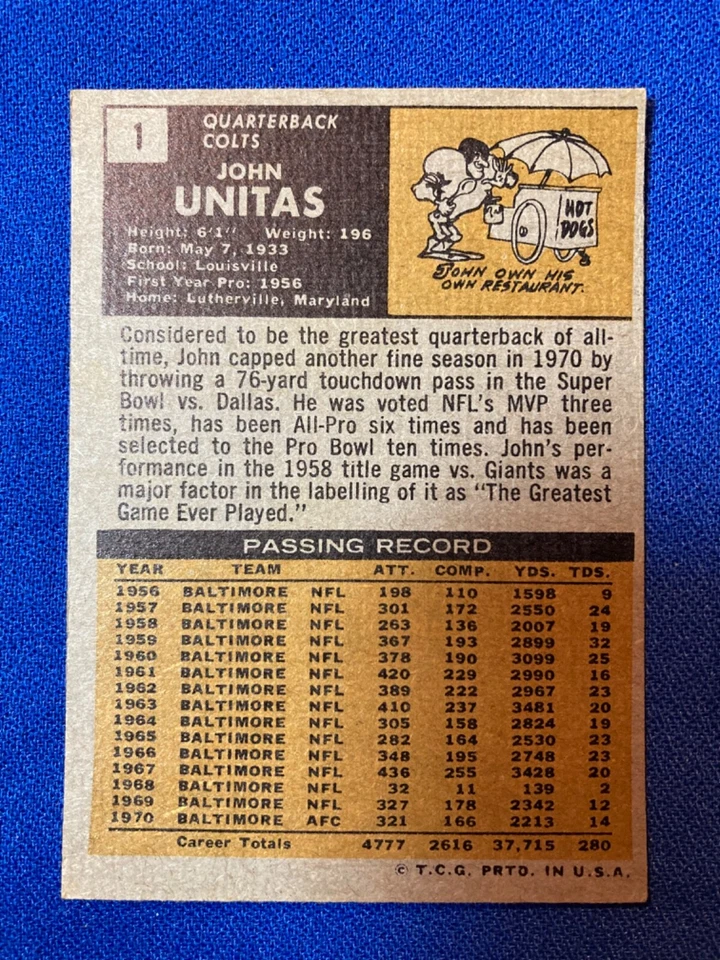 1
QUARTERBACK
COLTS
JOHN
UNITAS
Height: 6'1" Weight: 196
Born: May 7, 1933
School: Louisville
First Year Pro: 1956
Home: Lutherville, Maryland
HOT
DOGS
JOHN OWN HIS
OWN RESTAURANT.
Considered to be the greatest quarterback of all-
time, John capped another fine season in 1970 by
throwing a 76-yard touchdown pass in the Super
Bowl vs. Dallas. He was voted NFL's MVP three
times, has been All-Pro six times and has been
selected to the Pro Bowl ten times. John's per-
formance in the 1958 title game vs. Giants was a
major factor in the labelling of it as "The Greatest
Game Ever Played."
PASSING RECORD
YEAR TEAM ATT. COMP. YDS. TDS.
1956 BALTIMORE NFL 198 110 1598 9
1957 BALTIMORE NFL 301 172 2550 24
1958 BALTIMORE NFL 263 136 2007 19
1959 BALTIMORE NFL 367 193 2899 32
1960 BALTIMORE NFL 378 190 3099 25
1961 BALTIMORE NFL 420 229 2990 16
1962 BALTIMORE NFL 389 222 2967 23
1963 BALTIMORE NFL 410 237 3481 20
1964 BALTIMORE NFL 305 158 2824 19
1965 BALTIMORE NFL 282 164 2530 23
1966 BALTIMORE NFL 348 195 2748 23
1967 BALTIMORE NFL 436 255 3428 20
1968 BALTIMORE NFL 32 11 139 2
1969 BALTIMORE NFL 327 178 2342 12
1970 BALTIMORE AFC 321 166 2213 14
Career Totals 4777 2616 37,715 280
© T.C.G. PRTD. IN U.S.A.